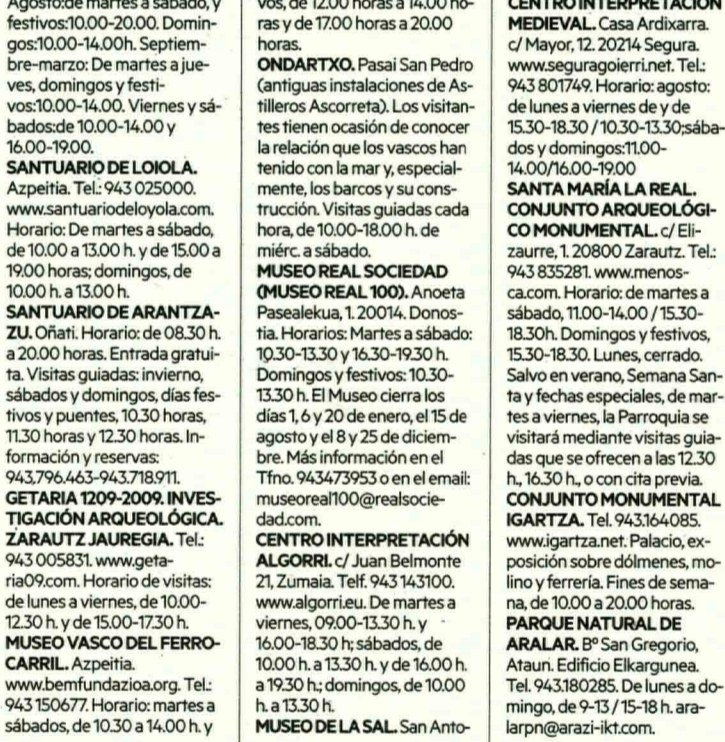 Agosto:de martes a sábado, y
festivos:10.00-20.00. Domin-
gos:10.00-14.00h. Septiem-
bre-marzo: De martes a jue-
ves, domingos y festi-
vos:10.00-14.00. Viernes y sá-
bados:de 10.00-14.00 y
16.00-19.00.
SANTUARIO DE LOIOLA.
Azpeitia. Tel.: 943 025000.
www.santuariodeloyola.com.
Horario: De martes a sábado,
de 10.00 a 13.00 h. y de 15.00 a
19.00 horas; domingos, de
10.00 h. a 13.00 h.
SANTUARIO DE ARANTZA-
ZU. Oñati. Horario: de 08.30 h.
a 20.00 horas. Entrada gratui-
ta. Visitas guiadas: invierno,
sábados y domingos, días fes-
tivos y puentes, 10.30 horas,
11.30 horas y 12.30 horas. In-
formación y reservas:
943.796.463-943.718.911.
GETARIA 1209-2009. INVES-
TIGACIÓN ARQUEOLÓGICA.
ZARAUTZ JAUREGIA. Tel.:
943 005831. www.geta-
ria09.com. Horario de visitas:
de lunes a viernes, de 10.00-
12.30 h. y de 15.00-17.30 h.
MUSEO VASCO DEL FERRO-
CARRIL. Azpeitia.
www.bemfundazioa.org. Tel.:
943 150677. Horario: martes a
sábados, de 10.30 a 14.00 h. y
vos, de 12.00 horas a 14.00 ho-
ras y de 17.00 horas a 20.00
horas.
ONDARTXO. Pasai San Pedro
(antiguas instalaciones de As-
tilleros Ascorreta). Los visitan-
tes tienen ocasión de conocer
la relación que los vascos han
tenido con la mar y, especial-
mente, los barcos y su cons-
trucción. Visitas guiadas cada
hora, de 10.00-18.00 h. de
miérc. a sábado.
MUSEO REAL SOCIEDAD
(MUSEO REAL 100). Anoeta
Pasealekua, 1. 20014. Donos-
tia. Horarios: Martes a sábado:
10.30-13.30 y 16.30-19.30 h.
Domingos y festivos: 10.30-
13.30 h. El Museo cierra los
días 1, 6 y 20 de enero, el 15 de
agosto y el 8 y 25 de diciem-
bre. Más información en el
Tfno. 943473953 o en el email:
museoreal100@realsocie-
dad.com.
CENTRO INTERPRETACIÓN
ALGORRI. c/ Juan Belmonte
21, Zumaia. Telf. 943 143100.
www.algorri.eu. De martes a
viernes, 09.00-13.30 h. y
16.00-18.30 h; sábados, de
10.00 h. a 13.30 h. y de 16.00 h.
a 19.30 h.; domingos, de 10.00
h. a 13.30 h.
MUSEO DE LA SAL. San Anto-
CENTRO INTERPRETACIÓN
MEDIEVAL. Casa Ardixarra.
c/ Mayor, 12. 20214 Segura.
www.seguragoierri.net. Tel.:
943 801749. Horario: agosto:
de lunes a viernes de y de
15.30-18.30 / 10.30-13.30;sába-
dos y domingos:11.00-
14.00/16.00-19.00
SANTA MARÍA LA REAL.
CONJUNTO ARQUEOLÓGI-
CO MONUMENTAL. c/ Eli-
zaurre, 1. 20800 Zarautz. Tel.:
943 835281. www.menos-
ca.com. Horario: de martes a
sábado, 11.00-14.00 / 15.30-
18.30h. Domingos y festivos,
15.30-18.30. Lunes, cerrado.
Salvo en verano, Semana San-
ta y fechas especiales, de mar-
tes a viernes, la Parroquia se
visitará mediante visitas guia-
das que se ofrecen a las 12.30
h., 16.30 h., o con cita previa.
CONJUNTO MONUMENTAL
IGARTZA. Tel. 943.164085.
www.igartza.net. Palacio, ex-
posición sobre dólmenes, mo-
lino y ferrería. Fines de sema-
na, de 10.00 a 20.00 horas.
PARQUE NATURAL DE
ARALAR. Bº San Gregorio,
Ataun. Edificio Elkargunea.
Tel. 943.180285. De lunes a do-
mingo, de 9-13 / 15-18 h. ara-
larpn@arazi-ikt.com.